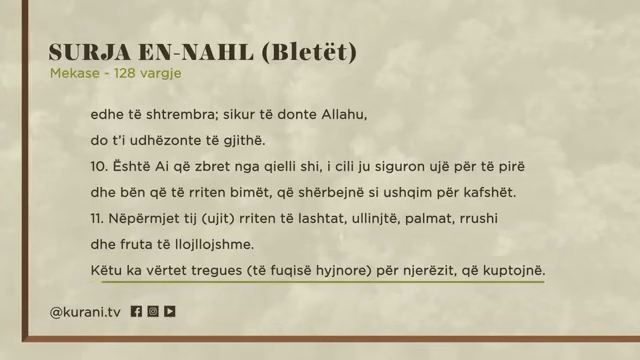 SURJA EN-NAHL (Bletët)
Mekase - 128 vargje
edhe të shtrembra; sikur të donte Allahu,
do t'i udhëzonte të gjithë.
10. Është Ai që zbret nga qielli shi, i cili ju siguron ujë për të pirë
dhe bën që të rriten bimët, që shërbejnë si ushqim për kafshët.
11. Nëpërmjet tij (ujit) rriten të lashtat, ullinjtë, palmat, rrushi
dhe fruta të llojllojshme.
Këtu ka vërtet tregues (të fuqisë hyjnore) për njerëzit, që kuptojnë.
@kurani.tv